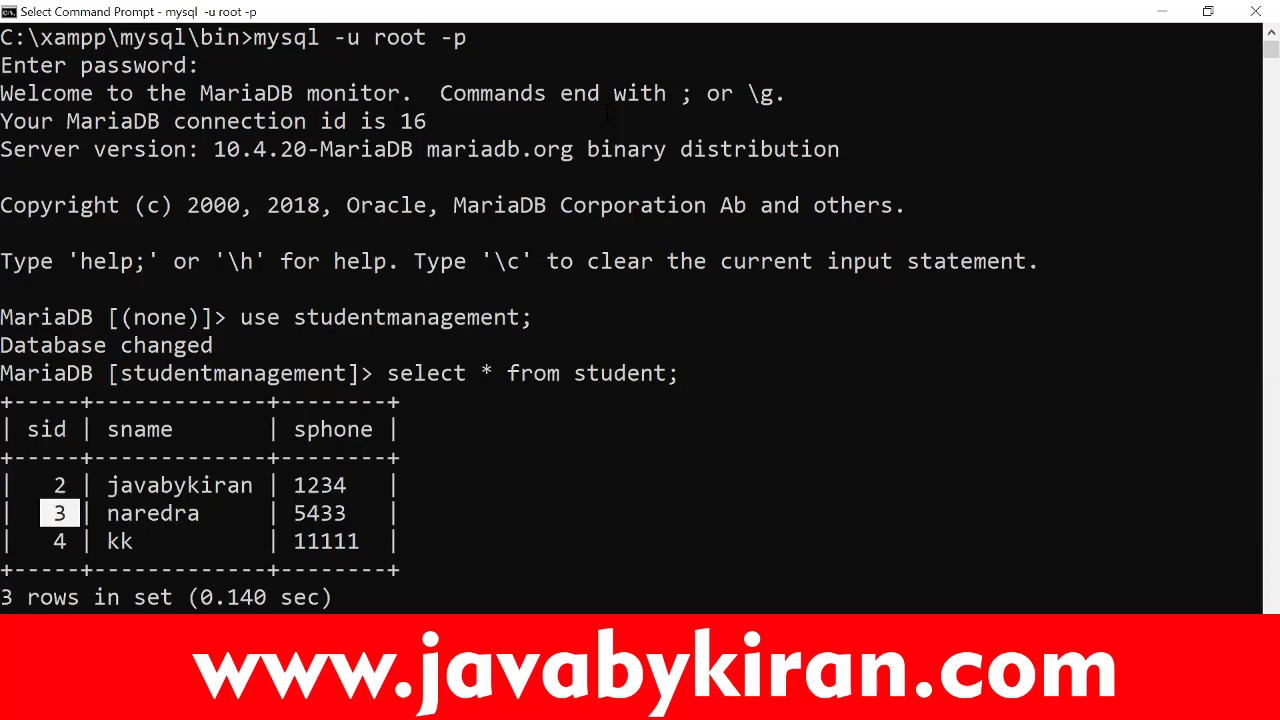 Select Command Prompt - mysql -u root -p
C:\xampp\mysql\bin>mysql -u root -p
Enter password:
Welcome to the MariaDB monitor.  Commands end with ; or \g.
Your MariaDB connection id is 16
Server version: 10.4.20-MariaDB mariadb.org binary distribution
Copyright (c) 2000, 2018, Oracle, MariaDB Corporation Ab and others.
Type 'help;' or '\h' for help. Type '\c' to clear the current input statement.
MariaDB [(none)]> use studentmanagement;
Database changed
MariaDB [studentmanagement]> select * from student;
+-----+-------------+--------+
| sid | sname       | sphone |
+-----+-------------+--------+
|   2 | javabykiran | 1234   |
|   3 | naredra     | 5433   |
|   4 | kk          | 11111  |
+-----+-------------+--------+
3 rows in set (0.140 sec)
www.javabykiran.com